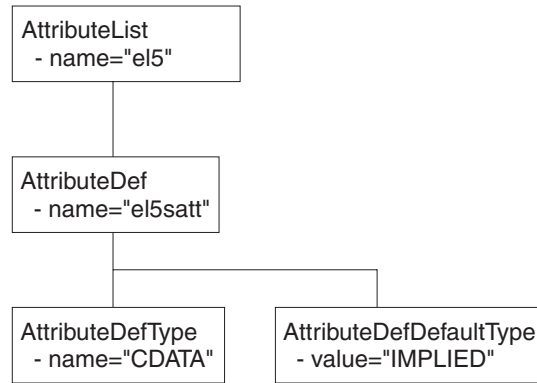 AttributeList
- name="el5"
AttributeDef
- name="el5satt"
AttributeDefType
- name="CDATA"
AttributeDefDefaultType
- value="IMPLIED"